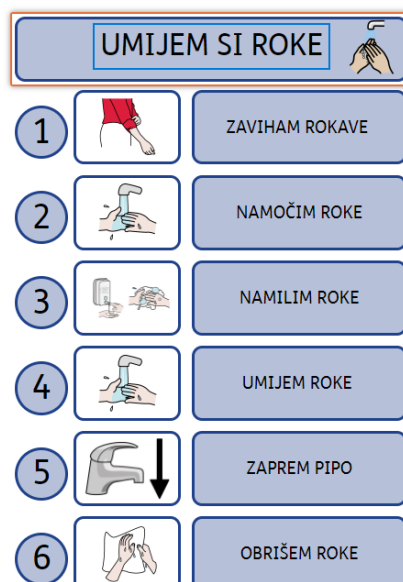 UMIJEM SI ROKE
1
ZAVIHAM ROKAVE
2
NAMOČIM ROKE
3
NAMILIM ROKE
4
UMIJEM ROKE
5
ZAPREM PIPO
6
OBRIŠEM ROKE